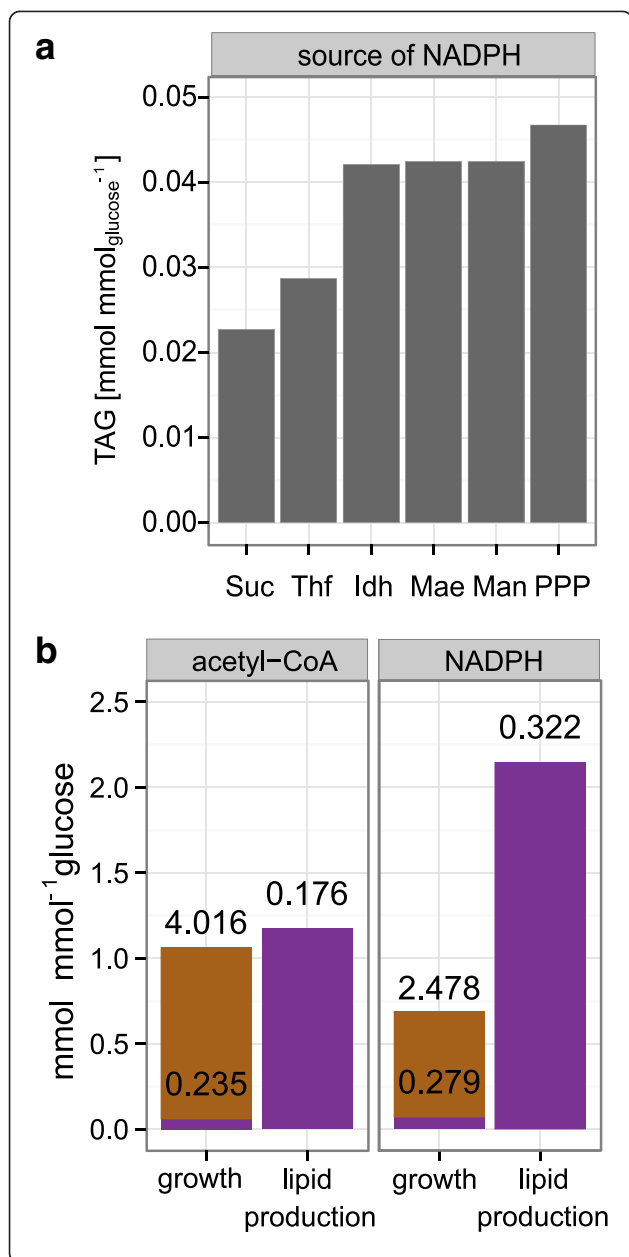 a
source of NADPH
TAG [mmol mmol_glucose^-1]
0.05
0.04
0.03
0.02
0.01
0.00
Suc Thf Idh Mae Man PPP
b
acetyl−CoA NADPH
mmol mmol^-1 glucose
2.5
2.0
1.5
1.0
0.5
0.0
4.016 0.176 2.478 0.322
0.235 0.279
growth lipid production growth lipid production